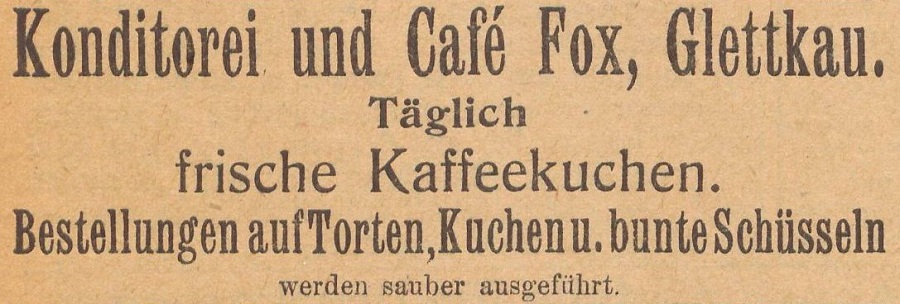 Konditorei und Café Fox, Glettkau.
Täglich
frische Kaffeekuchen.
Bestellungen auf Torten, Kuchen u. bunte Schüsseln
werden sauber ausgeführt.